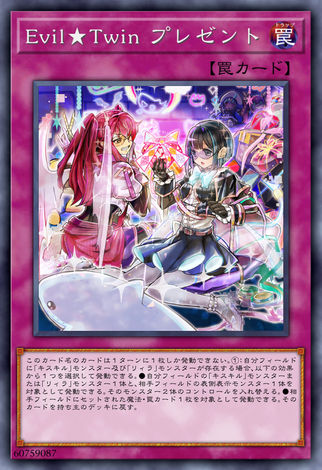 Evil★Twin プレゼント
トラップ
罠
【罠カード】
このカード名のカードは1ターンに1枚しか発動できない。①:自分フィールド
に「キスキル」モンスター及び「リィラ」モンスターが存在する場合、以下の効果
から1つを選択して発動できる。●自分フィールドの「キスキル」モンスターま
たは「リィラ」モンスター1体と、相手フィールドの表側表示モンスター1体を
対象として発動できる。そのモンスター2体のコントロールを入れ替える。●相
手フィールドにセットされた魔法・罠カード1枚を対象として発動できる。その
カードを持ち主のデッキに戻す。
60759087